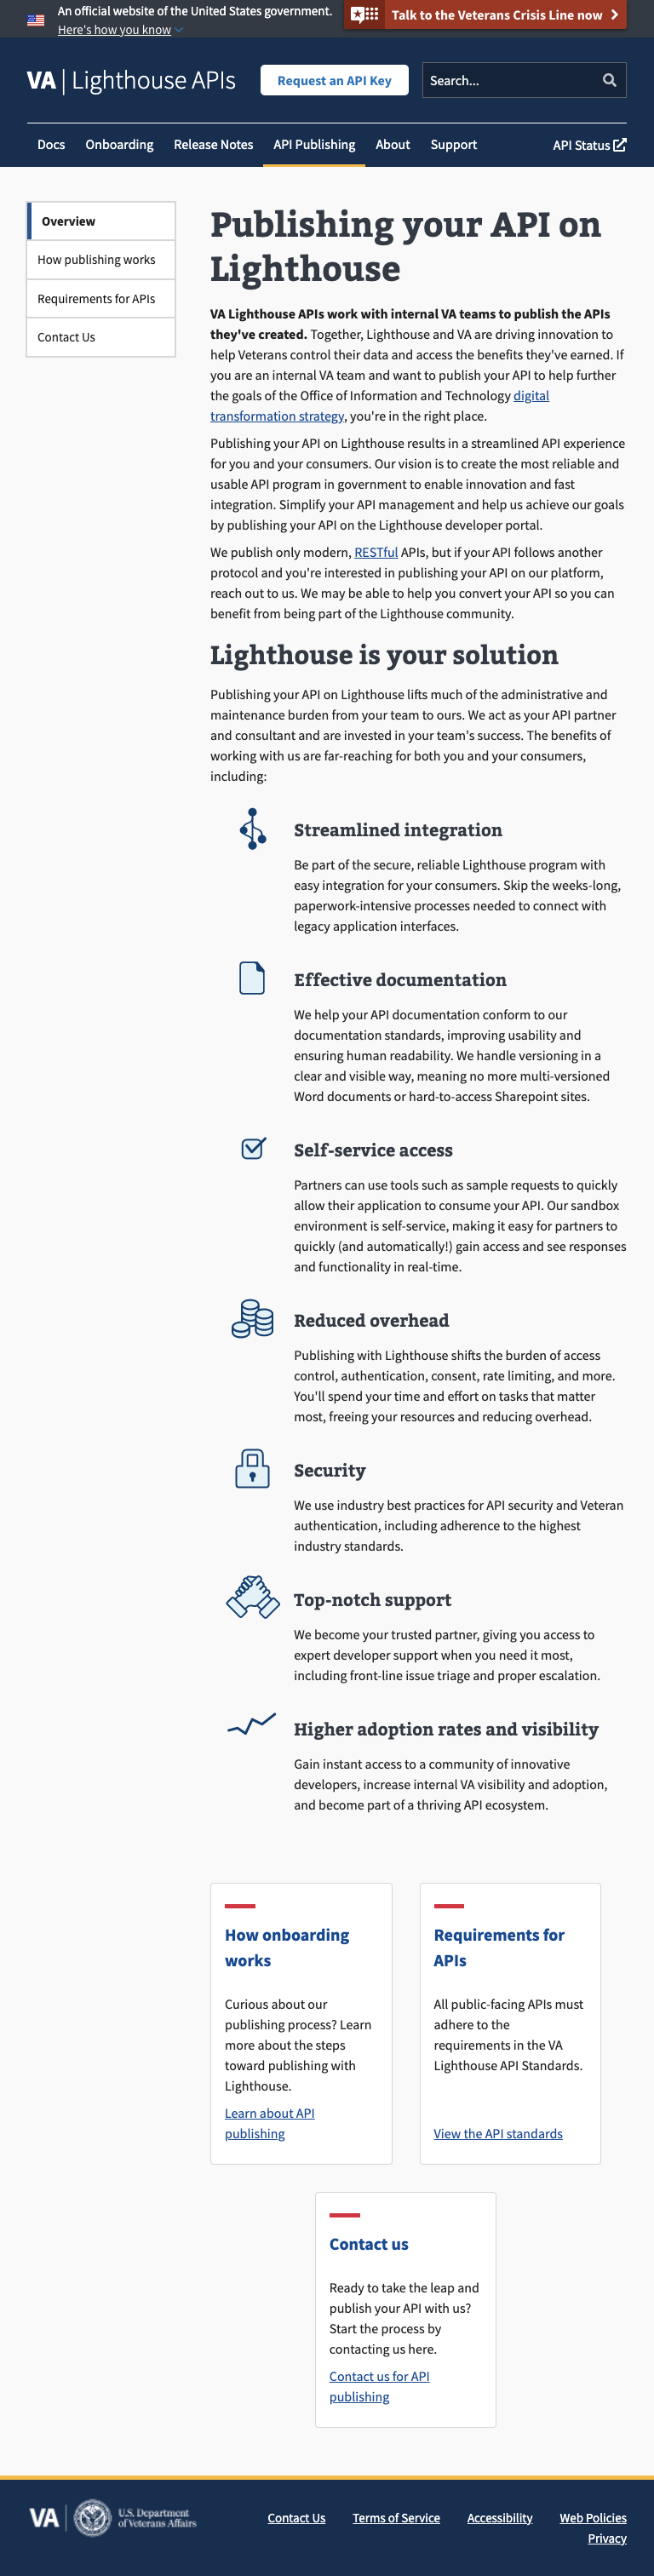 An official website of the United States government.
Here's how you know
Talk to the Veterans Crisis Line now
VA | Lighthouse APIs
Request an API Key
Search...
Docs
Onboarding
Release Notes
API Publishing
About
Support
API Status
Overview
How publishing works
Requirements for APIs
Contact Us
Publishing your API on
Lighthouse
VA Lighthouse APIs work with internal VA teams to publish the APIs
they've created. Together, Lighthouse and VA are driving innovation to
help Veterans control their data and access the benefits they've earned. If
you are an internal VA team and want to publish your API to help further
the goals of the Office of Information and Technology digital
transformation strategy, you're in the right place.
Publishing your API on Lighthouse results in a streamlined API experience
for you and your consumers. Our vision is to create the most reliable and
usable API program in government to enable innovation and fast
integration. Simplify your API management and help us achieve our goals
by publishing your API on the Lighthouse developer portal.
We publish only modern, RESTful APIs, but if your API follows another
protocol and you're interested in publishing your API on our platform,
reach out to us. We may be able to help you convert your API so you can
benefit from being part of the Lighthouse community.
Lighthouse is your solution
Publishing your API on Lighthouse lifts much of the administrative and
maintenance burden from your team to ours. We act as your API partner
and consultant and are invested in your team's success. The benefits of
working with us are far-reaching for both you and your consumers,
including:
Streamlined integration
Be part of the secure, reliable Lighthouse program with
easy integration for your consumers. Skip the weeks-long,
paperwork-intensive processes needed to connect with
legacy application interfaces.
Effective documentation
We help your API documentation conform to our
documentation standards, improving usability and
ensuring human readability. We handle versioning in a
clear and visible way, meaning no more multi-versioned
Word documents or hard-to-access Sharepoint sites.
Self-service access
Partners can use tools such as sample requests to quickly
allow their application to consume your API. Our sandbox
environment is self-service, making it easy for partners to
quickly (and automatically!) gain access and see responses
and functionality in real-time.
Reduced overhead
Publishing with Lighthouse shifts the burden of access
control, authentication, consent, rate limiting, and more.
You'll spend your time and effort on tasks that matter
most, freeing your resources and reducing overhead.
Security
We use industry best practices for API security and Veteran
authentication, including adherence to the highest
industry standards.
Top-notch support
We become your trusted partner, giving you access to
expert developer support when you need it most,
including front-line issue triage and proper escalation.
Higher adoption rates and visibility
Gain instant access to a community of innovative
developers, increase internal VA visibility and adoption,
and become part of a thriving API ecosystem.
How onboarding
works
Curious about our
publishing process? Learn
more about the steps
toward publishing with
Lighthouse.
Learn about API
publishing
Requirements for
APIs
All public-facing APIs must
adhere to the
requirements in the VA
Lighthouse API Standards.
View the API standards
Contact us
Ready to take the leap and
publish your API with us?
Start the process by
contacting us here.
Contact us for API
publishing
VA
U.S. Department
of Veterans Affairs
Contact Us
Terms of Service
Accessibility
Web Policies
Privacy